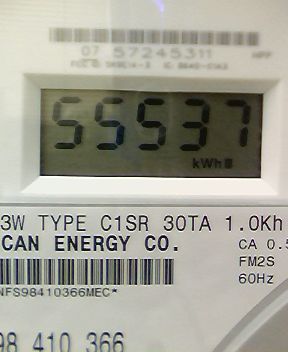 07 57245311
55537
kWh
3W TYPE C1SR 30TA 1.0Kh
CAN ENERGY CO.
CA 0.5
FM2S
60Hz
NFS98410366MEC*
98 410 366